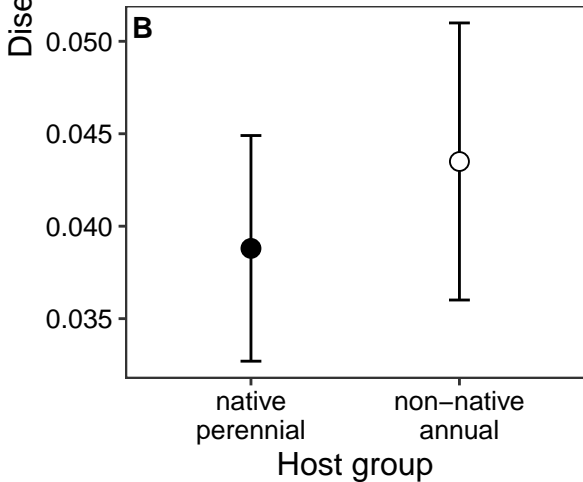 Dise
B
0.050
0.045
0.040
0.035
native
perennial
non−native
annual
Host group